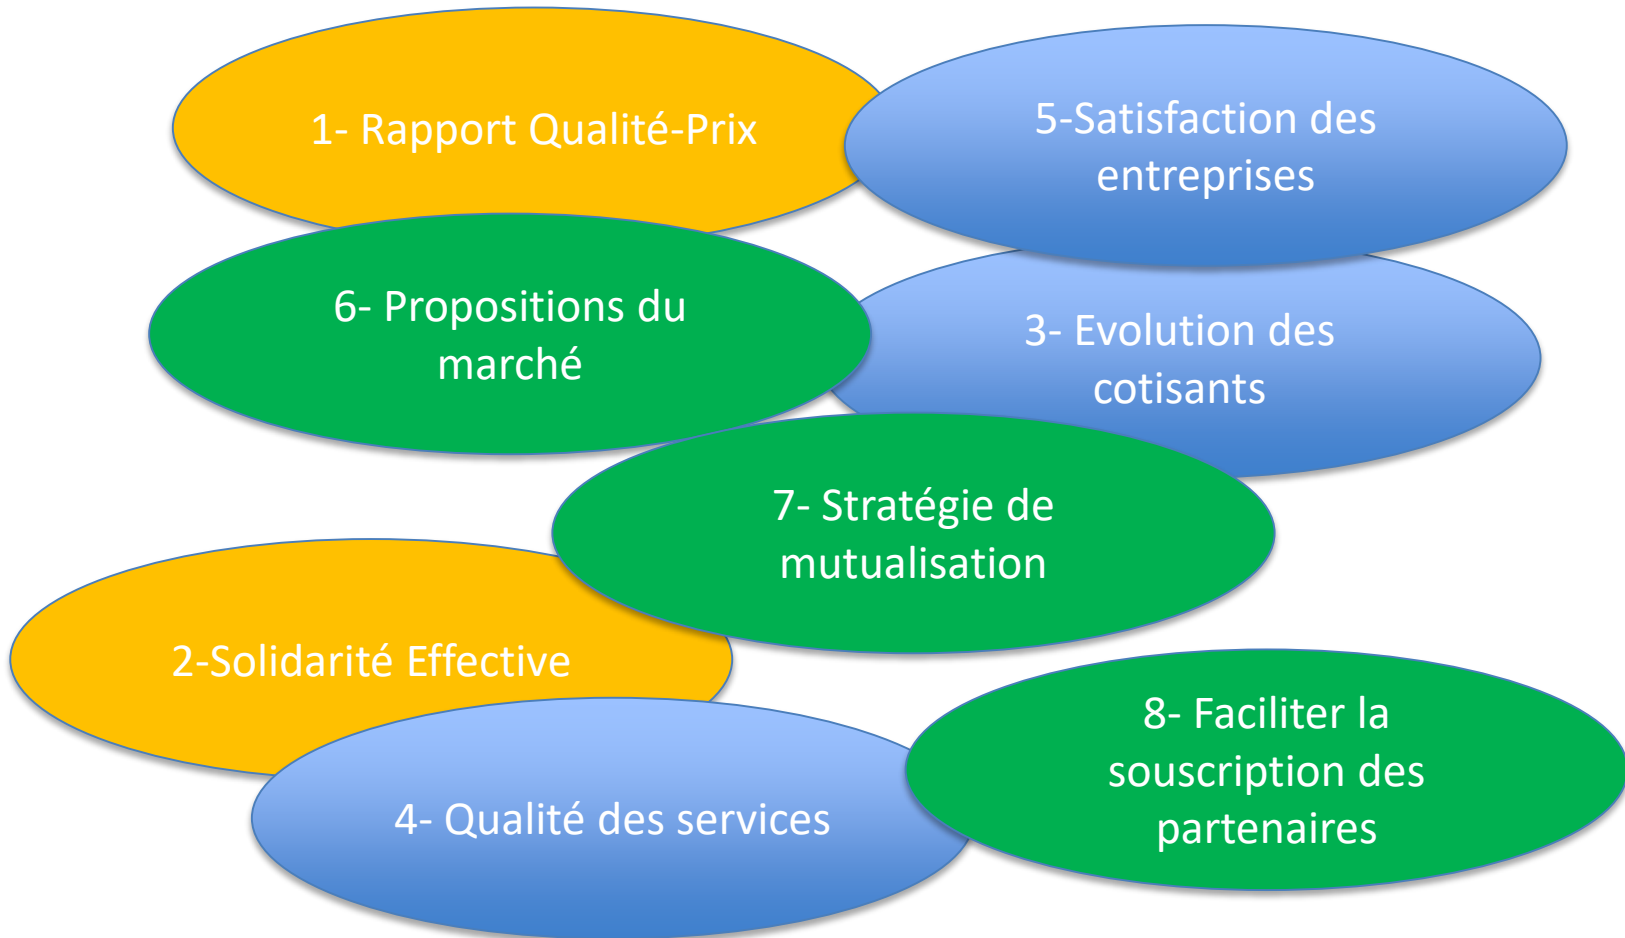 1- Rapport Qualité-Prix
5-Satisfaction des
entreprises
6- Propositions du
marché
3- Evolution des
cotisants
7- Stratégie de
mutualisation
2-Solidarité Effective
8- Faciliter la
souscription des
partenaires
4- Qualité des services